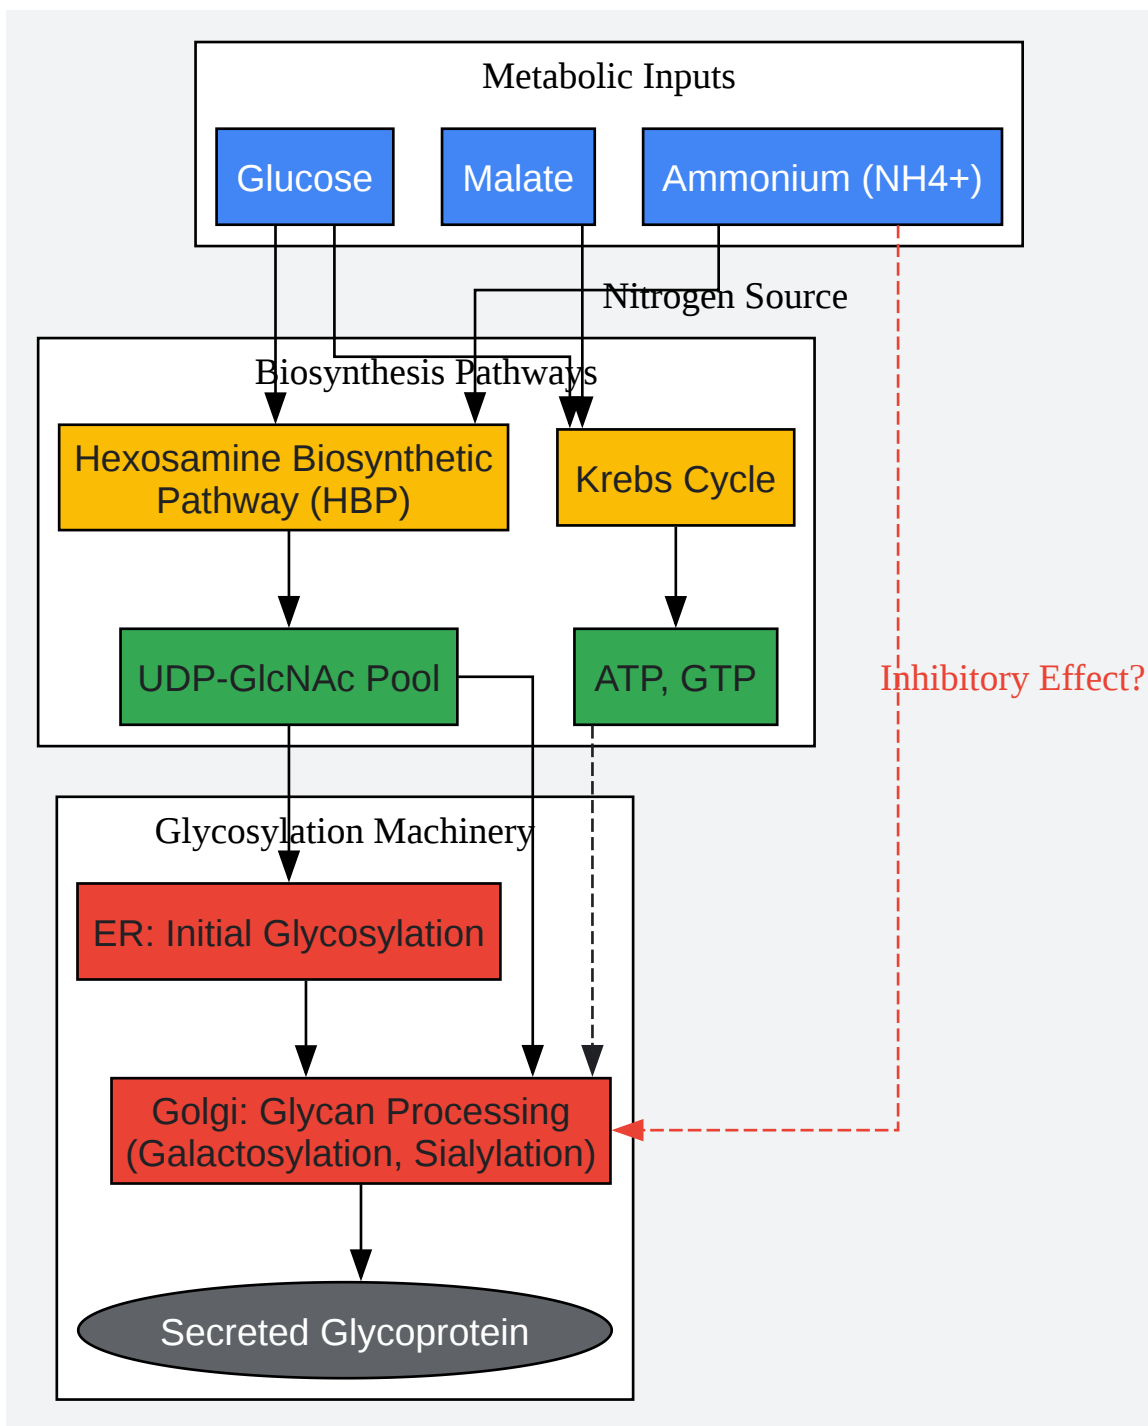 Metabolic Inputs
Glucose
Malate
Ammonium (NH4+)
Nitrogen Source
Biosynthesis Pathways
Hexosamine Biosynthetic
Pathway (HBP)
Krebs Cycle
UDP-GlcNAc Pool
ATP, GTP
Inhibitory Effect?
Glycosylation Machinery
ER: Initial Glycosylation
Golgi: Glycan Processing
(Galactosylation, Sialylation)
Secreted Glycoprotein